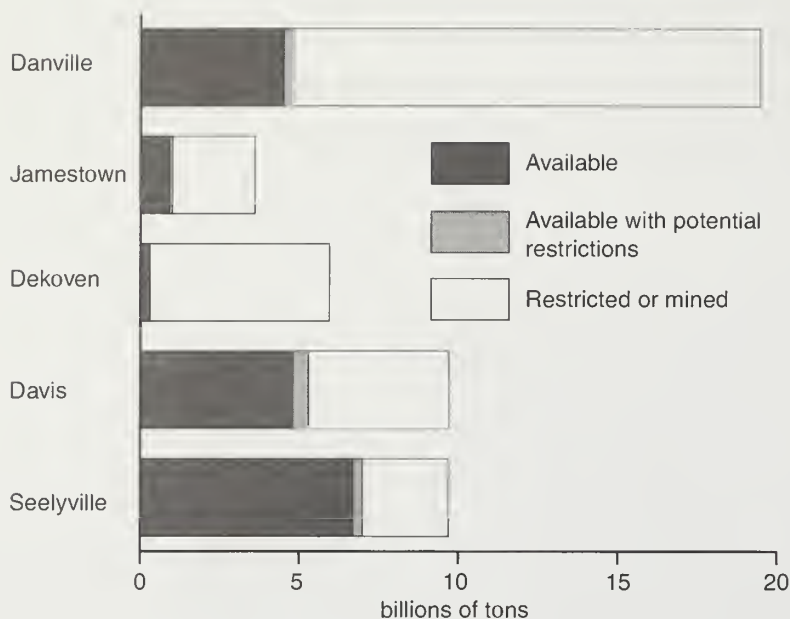 Danville
Jamestown
Dekoven
Davis
Seelyville
Available
Available with potential
restrictions
Restricted or mined
0 5 10 15 20
billions of tons